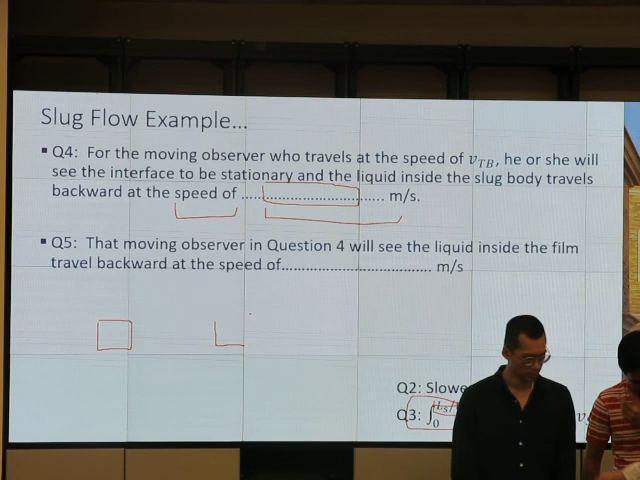 Slug Flow Example...
▪ Q4: For the moving observer who travels at the speed of v_TB, he or she will
see the interface to be stationary and the liquid inside the slug body travels
backward at the speed of ........................................ m/s.
▪ Q5: That moving observer in Question 4 will see the liquid inside the film
travel backward at the speed of........................................ m/s
Q2: Slowe
Q3: ∫0